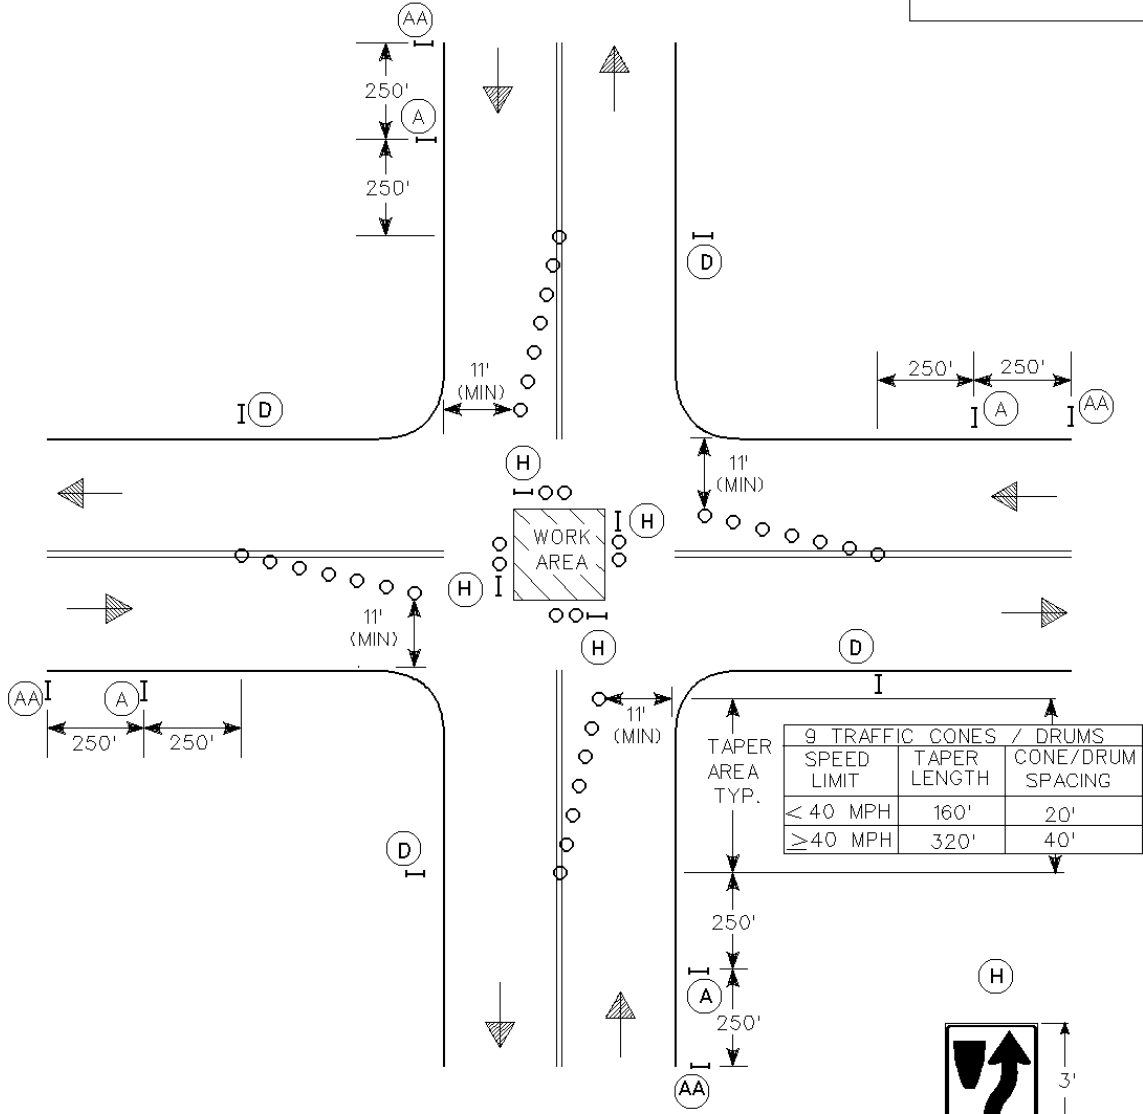 AA
250'
A
250'
D
11'
(MIN)
250'
250'
D
A
AA
H
11'
(MIN)
H
WORK
AREA
H
11'
(MIN)
H
D
AA
A
250'
250'
11'
(MIN)
TAPER
AREA
TYP.
9 TRAFFIC CONES / DRUMS
SPEED LIMIT
TAPER LENGTH
CONE/DRUM SPACING
< 40 MPH 160' 20'
≥40 MPH 320' 40'
D
250'
A
250'
AA
H
3'